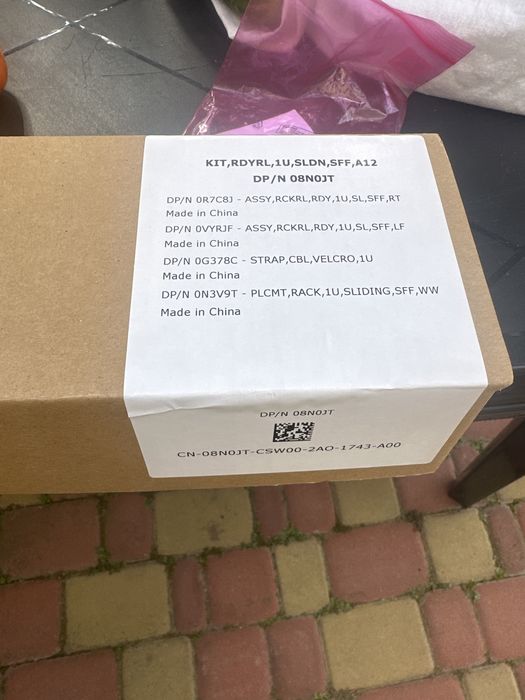 KIT,RDYRL,1U,SLDN,SFF,A12
DP/N 08N0JT
DP/N 0R7C8J - ASSY,RCKRL,RDY,1U,SL,SFF,RT
Made in China
DP/N 0VYRJF - ASSY,RCKRL,RDY,1U,SL,SFF,LF
Made in China
DP/N 0G378C - STRAP,CBL,VELCRO,1U
Made in China
DP/N 0N3V9T - PLCMT,RACK,1U,SLIDING,SFF,WW
Made in China
DP/N 08N0JT
CN-08N0JT-CSW00-2AO-1743-A00